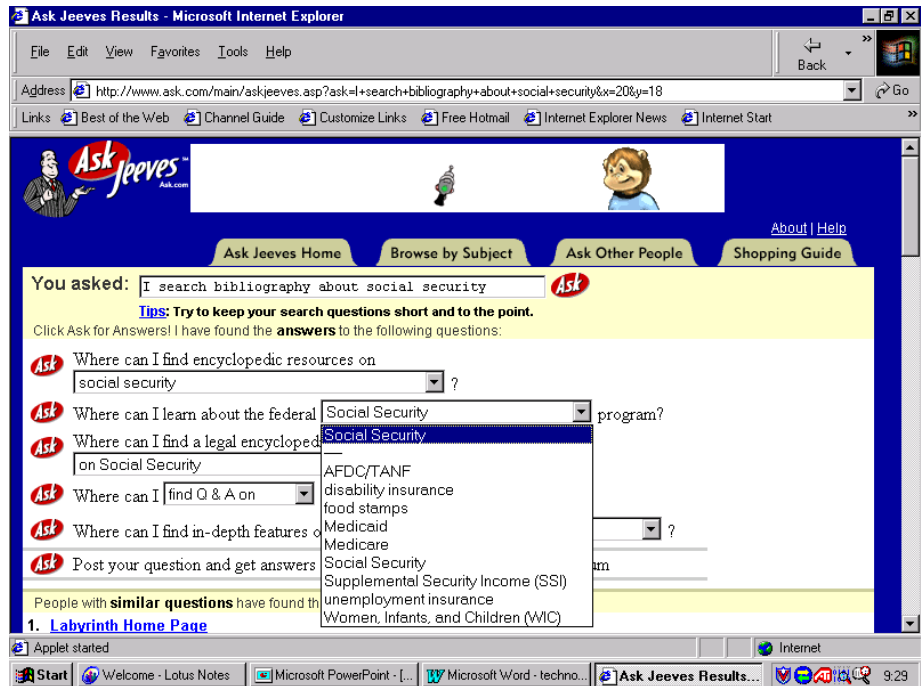 Ask Jeeves Results - Microsoft Internet Explorer
File Edit View Favorites Tools Help
Back
»
Address http://www.ask.com/main/askjeeves.asp?ask=I+search+bibliography+about+social+security&x=20&y=18 Go
Links Best of the Web Channel Guide Customize Links Free Hotmail Internet Explorer News Internet Start »
Ask Jeeves ™
Ask.com
About | Help
Ask Jeeves Home Browse by Subject Ask Other People Shopping Guide
You asked: I search bibliography about social security Ask
Tips: Try to keep your search questions short and to the point.
Click Ask for Answers! I have found the answers to the following questions:
Ask Where can I find encyclopedic resources on
social security ?
Ask Where can I learn about the federal Social Security program?
Ask Where can I find a legal encycloped
on Social Security
Ask Where can I find Q & A on
Ask Where can I find in-depth features o ?
Ask Post your question and get answers um
Social Security
—
AFDC/TANF
disability insurance
food stamps
Medicaid
Medicare
Social Security
Supplemental Security Income (SSI)
unemployment insurance
Women, Infants, and Children (WIC)
People with similar questions have found th
1. Labyrinth Home Page
Applet started Internet
Start Welcome - Lotus Notes Microsoft PowerPoint - [... Microsoft Word - techno... Ask Jeeves Results... 9:29